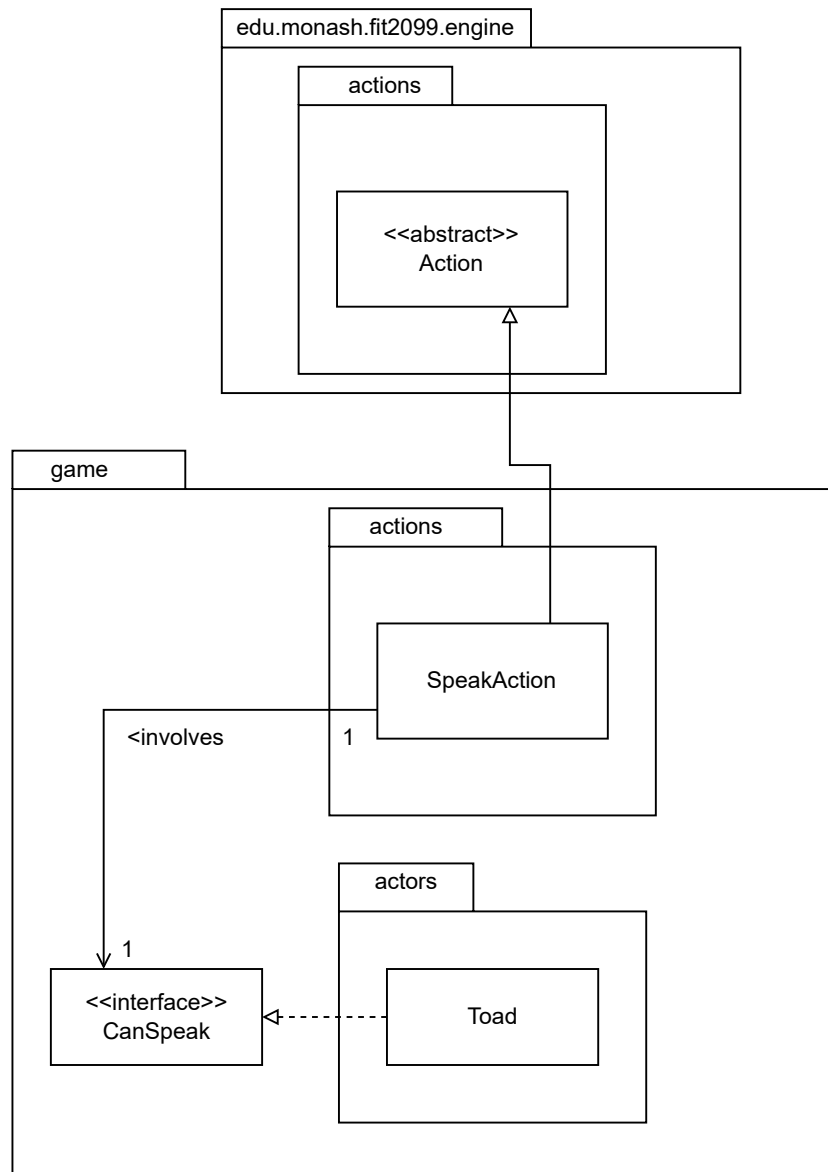 edu.monash.fit2099.engine
actions
<<abstract>>
Action
game
actions
SpeakAction
<involves
1
actors
1
<<interface>>
CanSpeak
Toad